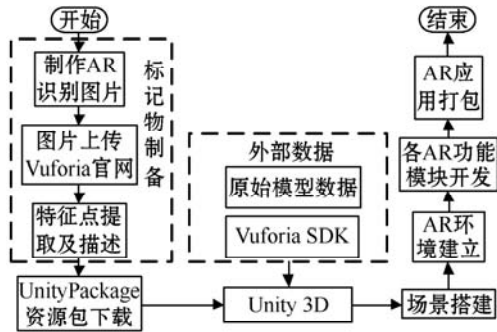 开始
制作AR
识别图片
图片上传
Vuforia官网
特征点提
取及描述
标记物制备
UnityPackage
资源包下载
外部数据
原始模型数据
Vuforia SDK
Unity 3D
场景搭建
AR环
境建立
各AR功能
模块开发
AR应
用打包
结束